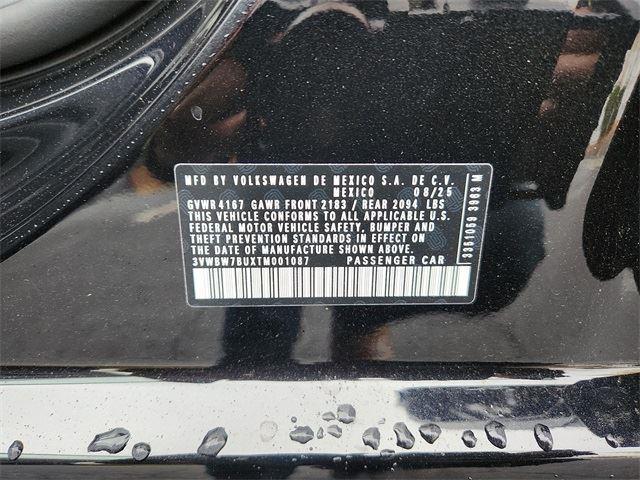 MFD BY VOLKSWAGEN DE MEXICO S.A. DE C.V.
MEXICO 08/25
GVWR 4167 GAWR FRONT 2183 / REAR 2094 LBS
THIS VEHICLE CONFORMS TO ALL APPLICABLE U.S.
FEDERAL MOTOR VEHICLE SAFETY, BUMPER AND
THEFT PREVENTION STANDARDS IN EFFECT ON
THE DATE OF MANUFACTURE SHOWN ABOVE.
3VWBW7BUXTM001087 PASSENGER CAR
3351059 3903 M